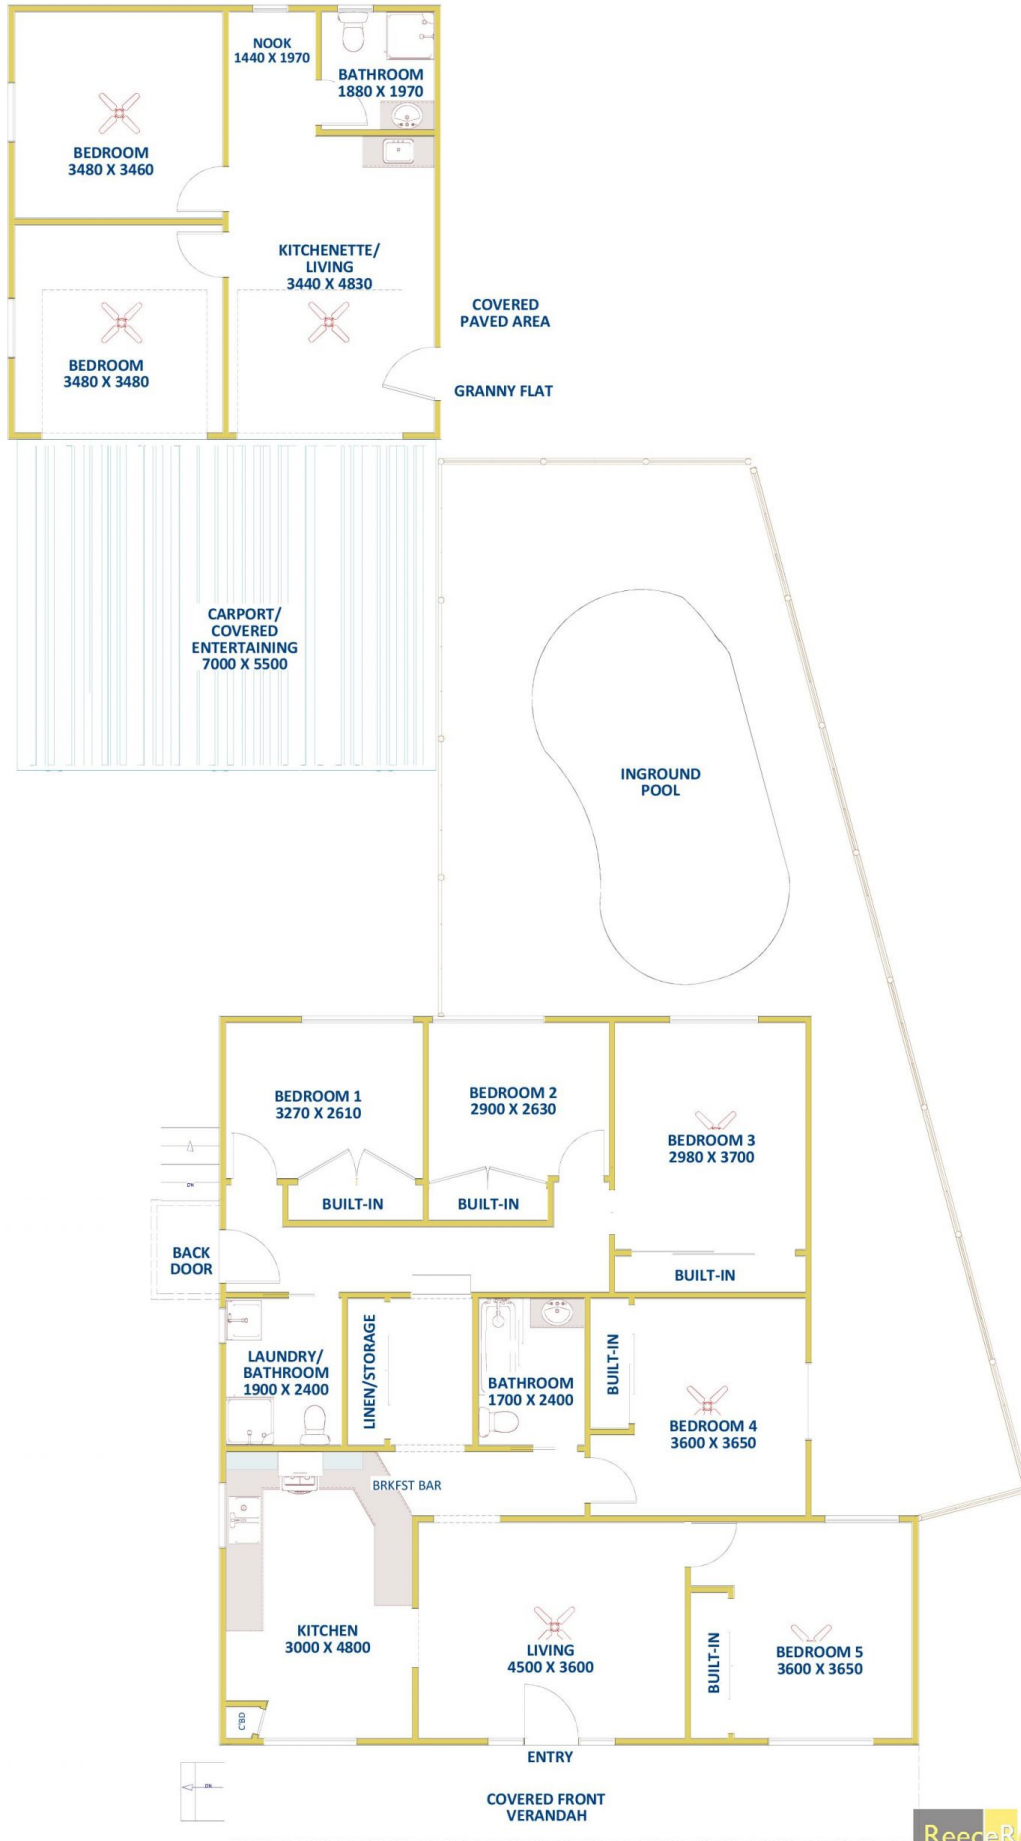 NOOK
1440 X 1970
BATHROOM
1880 X 1970
BEDROOM
3480 X 3460
KITCHENETTE/
LIVING
3440 X 4830
COVERED
PAVED AREA
BEDROOM
3480 X 3480
GRANNY FLAT
CARPORT/
COVERED
ENTERTAINING
7000 X 5500
INGROUND
POOL
BEDROOM 1
3270 X 2610
BEDROOM 2
2900 X 2630
BEDROOM 3
2980 X 3700
BUILT-IN
BUILT-IN
DN
BACK
DOOR
BUILT-IN
LAUNDRY/
BATHROOM
1900 X 2400
LINEN/STORAGE
BATHROOM
1700 X 2400
BUILT-IN
BEDROOM 4
3600 X 3650
BRKFST BAR
KITCHEN
3000 X 4800
LIVING
4500 X 3600
BUILT-IN
BEDROOM 5
3600 X 3650
C'BD
ENTRY
DN
COVERED FRONT
VERANDAH